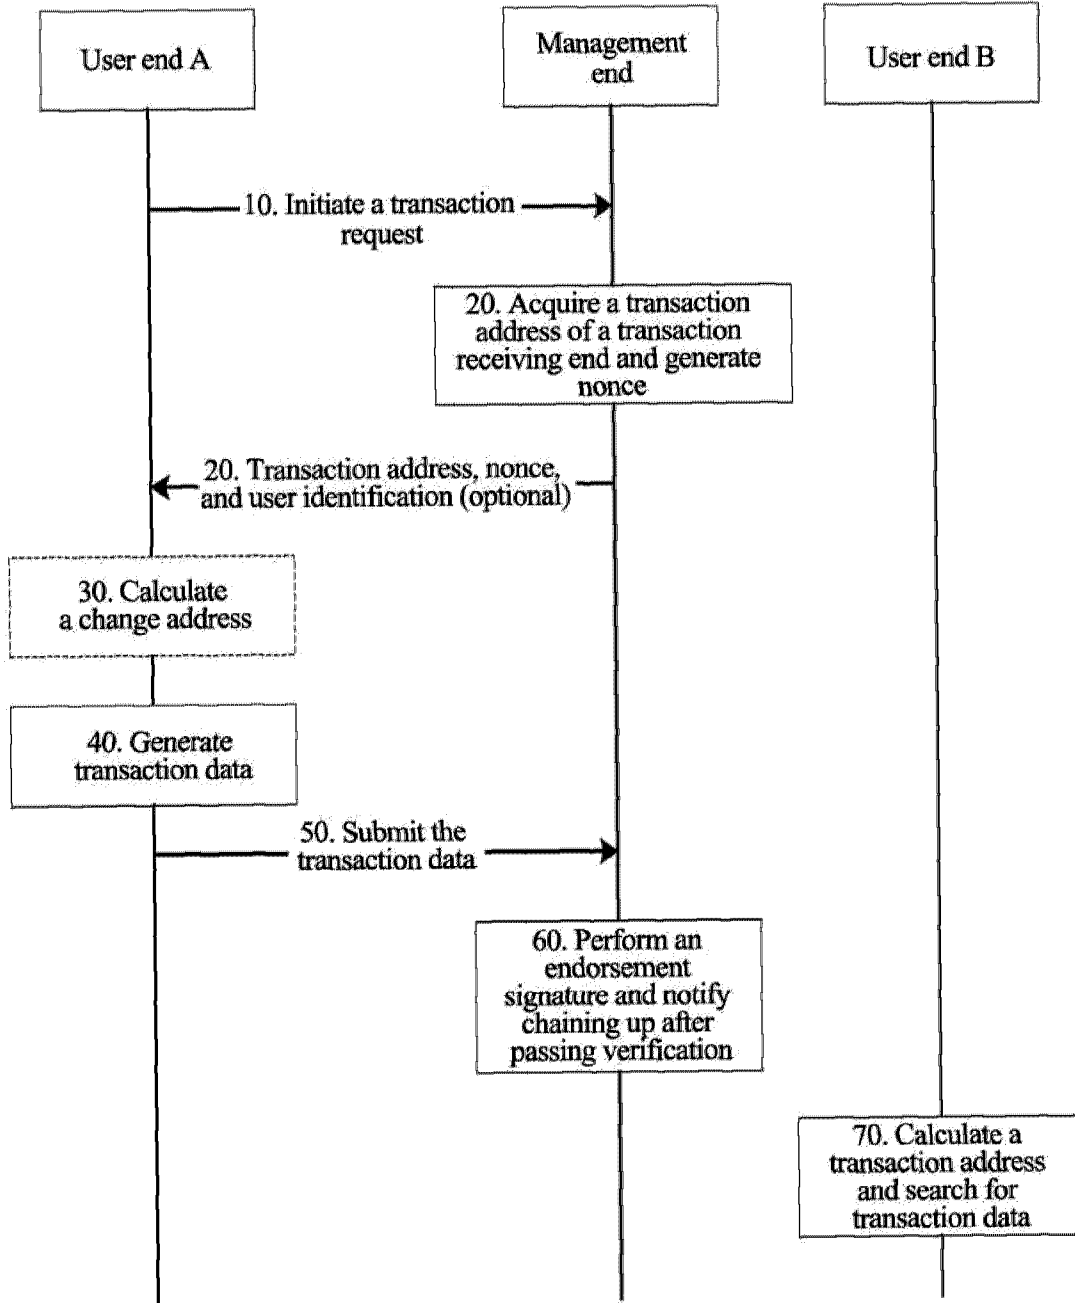 User end A
Management
end
User end B
10. Initiate a transaction
request
20. Acquire a transaction
address of a transaction
receiving end and generate
nonce
20. Transaction address, nonce,
and user identification (optional)
30. Calculate
a change address
40. Generate
transaction data
50. Submit the
transaction data
60. Perform an
endorsement
signature and notify
chaining up after
passing verification
70. Calculate a
transaction address
and search for
transaction data